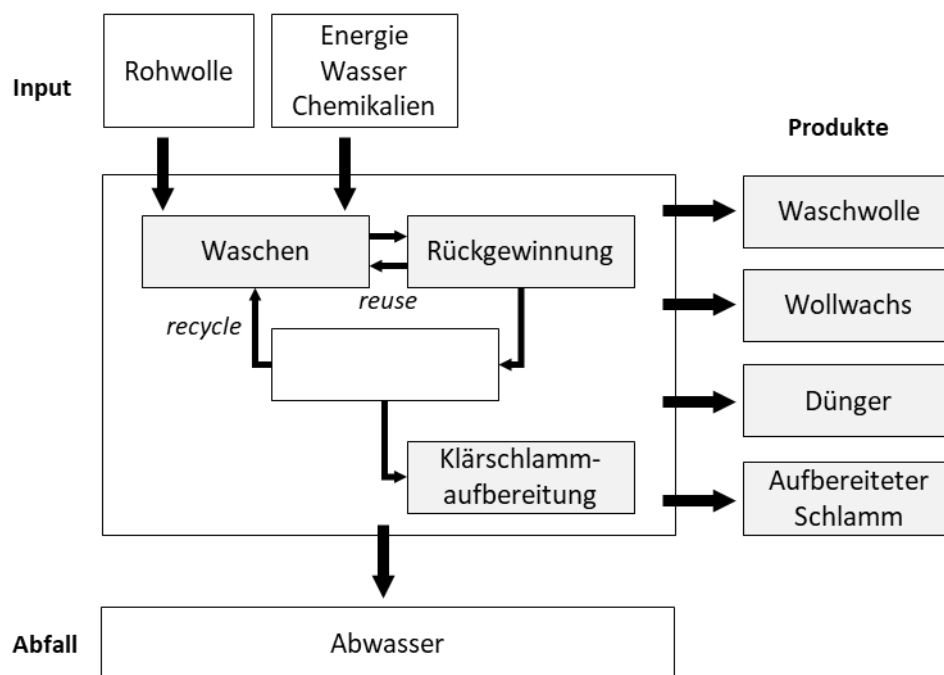 Input
Rohwolle
Energie
Wasser
Chemikalien
Produkte
Waschen
Rückgewinnung
reuse
recycle
Klärschlamm-
aufbereitung
Waschwolle
Wollwachs
Dünger
Aufbereiteter
Schlamm
Abfall
Abwasser